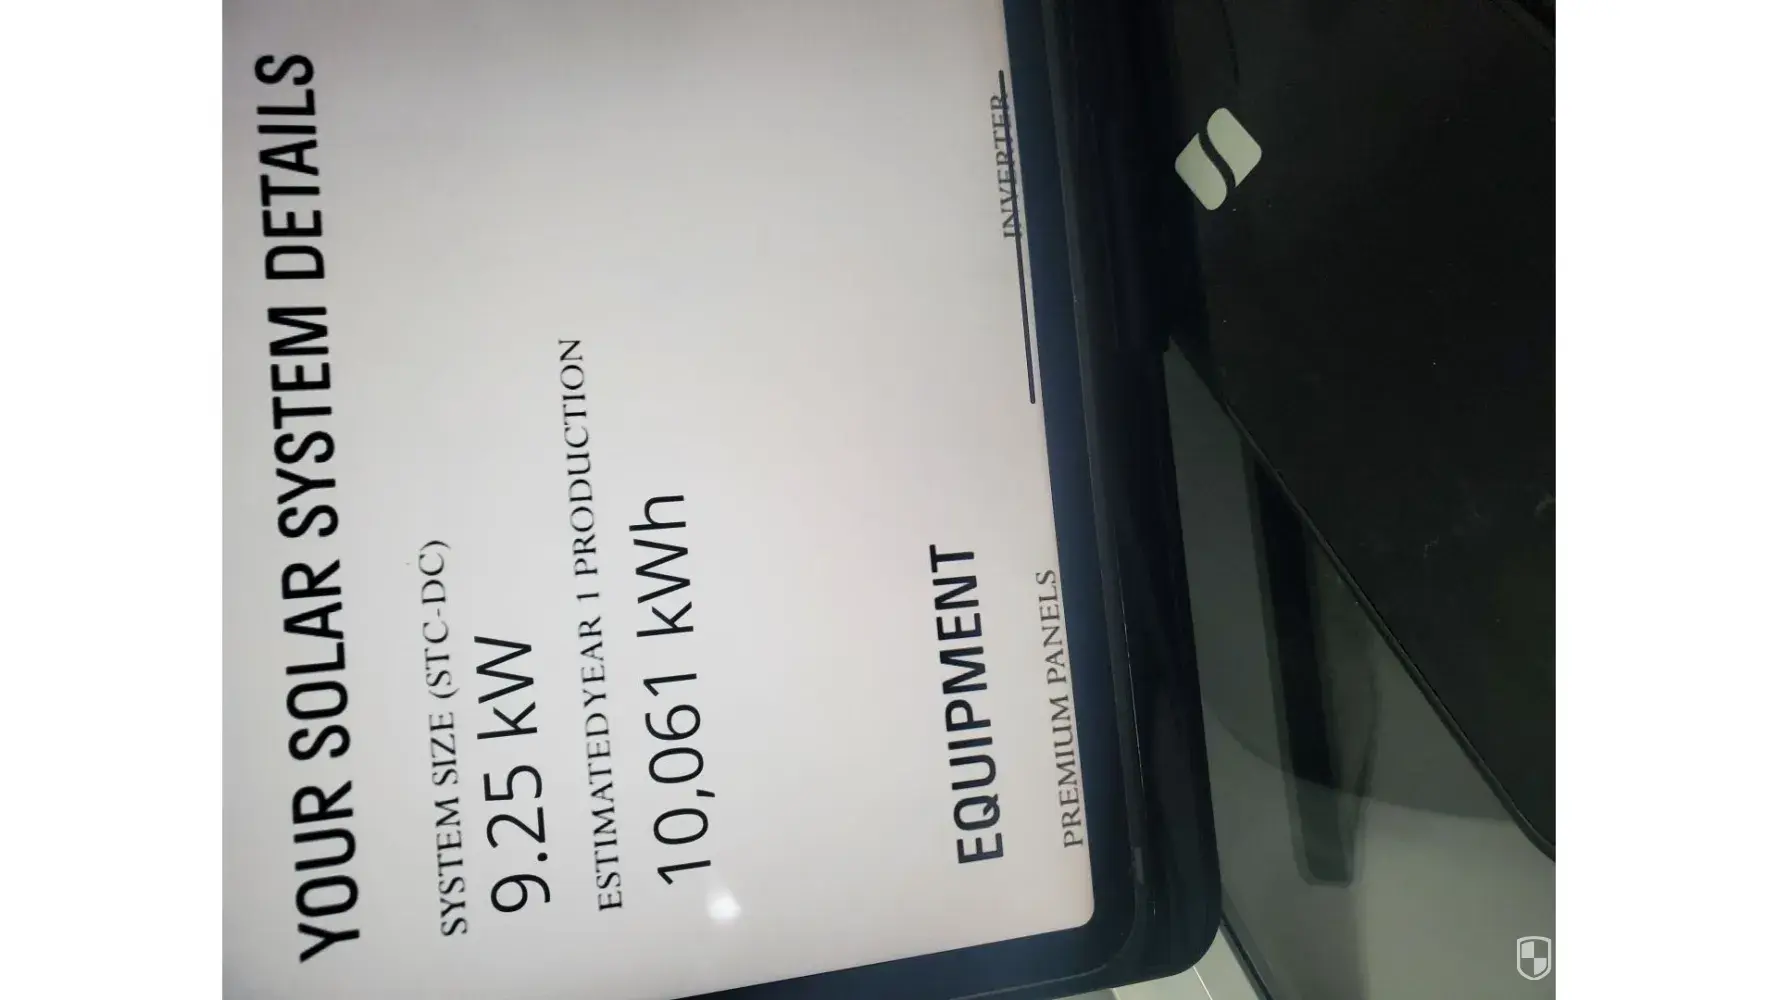 YOUR SOLAR SYSTEM DETAILS
SYSTEM SIZE (STC-DC)
9.25 kW
ESTIMATED YEAR 1 PRODUCTION
10,061 kWh
EQUIPMENT
PREMIUM PANELS
INVERTER